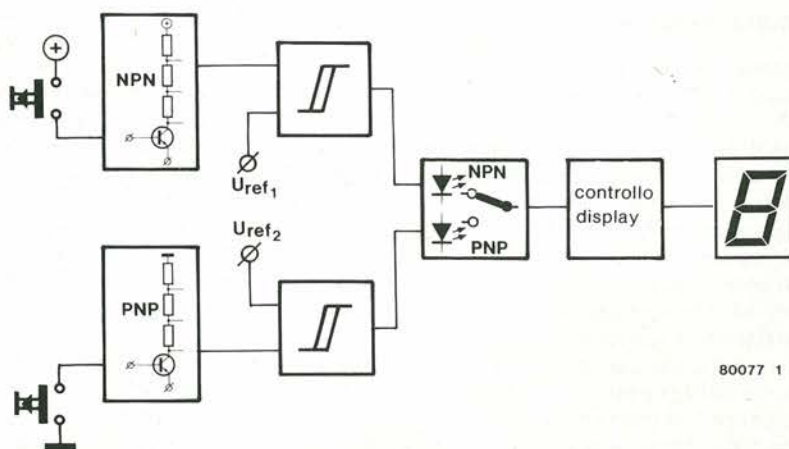 NPN
Uref1
NPN
PNP
controllo
display
Uref2
PNP
80077 1